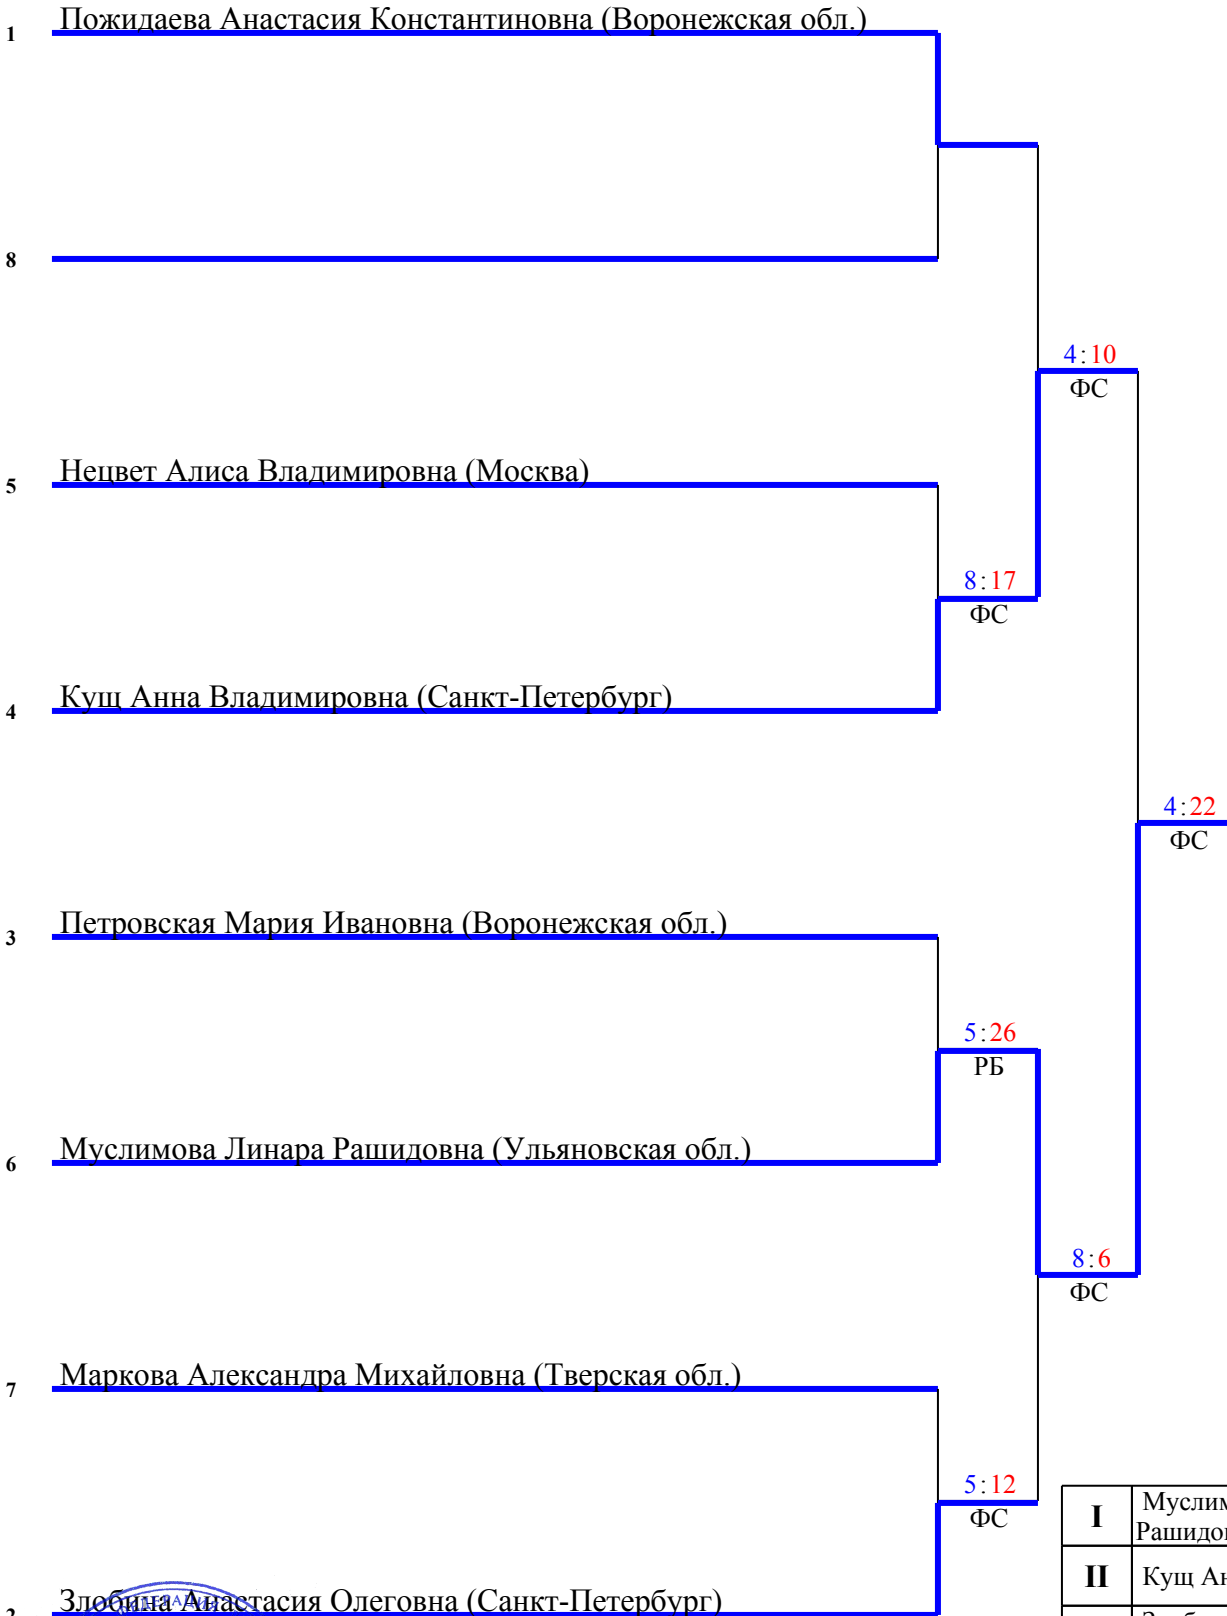 1 Пожидаева Анастасия Константиновна (Воронежская обл.)
8
4:10
ФС
5 Нецвет Алиса Владимировна (Москва)
8:17
ФС
4 Кущ Анна Владимировна (Санкт-Петербург)
4:22
ФС
3 Петровская Мария Ивановна (Воронежская обл.)
5:26
РБ
6 Муслимова Линара Рашидовна (Ульяновская обл.)
8:6
ФС
7 Маркова Александра Михайловна (Тверская обл.)
5:12
ФС
I
II Кущ
Злобина Анастасия Олеговна (Санкт-Петербург)